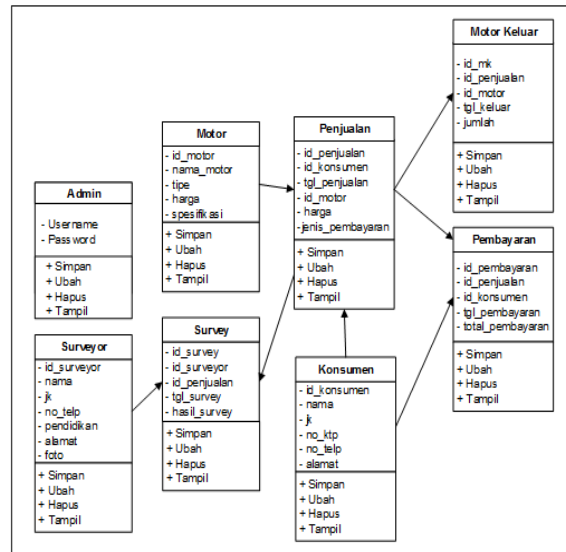 Motor Keluar
- id_mk
- id_penjualan
- id_motor
- tgl_keluar
- jumlah
+ Simpan
+ Ubah
+ Hapus
+ Tampil
Penjualan
- id_penjualan
- id_konsumen
- tgl_penjualan
- id_motor
- harga
-jenis_pembayaran
+ Simpan
+ Ubah
+ Hapus
+ Tampil
Motor
- id_motor
- nama_motor
- tipe
- harga
- spesifikasi
+ Simpan
+ Ubah
+ Hapus
+ Tampil
Admin
- Username
- Password
+ Simpan
+ Ubah
+ Hapus
+ Tampil
Pembayaran
- id_pembayaran
- id_penjualan
- id_konsumen
- tgl_pembayaran
- total_pembayaran
+ Simpan
+ Ubah
+ Hapus
+ Tampil
Surveyor
- id_surveyor
- nama
- jk
- no_telp
- pendidikan
- alamat
- foto
+ Simpan
+ Ubah
+ Hapus
+ Tampil
Survey
- id_survey
- id_surveyor
- id_penjualan
- tgl_survey
- hasil_survey
+ Simpan
+ Ubah
+ Hapus
+ Tampil
Konsumen
- id_konsumen
- nama
- jk
- no_ktp
- no_telp
- alamat
+ Simpan
+ Ubah
+ Hapus
+ Tampil